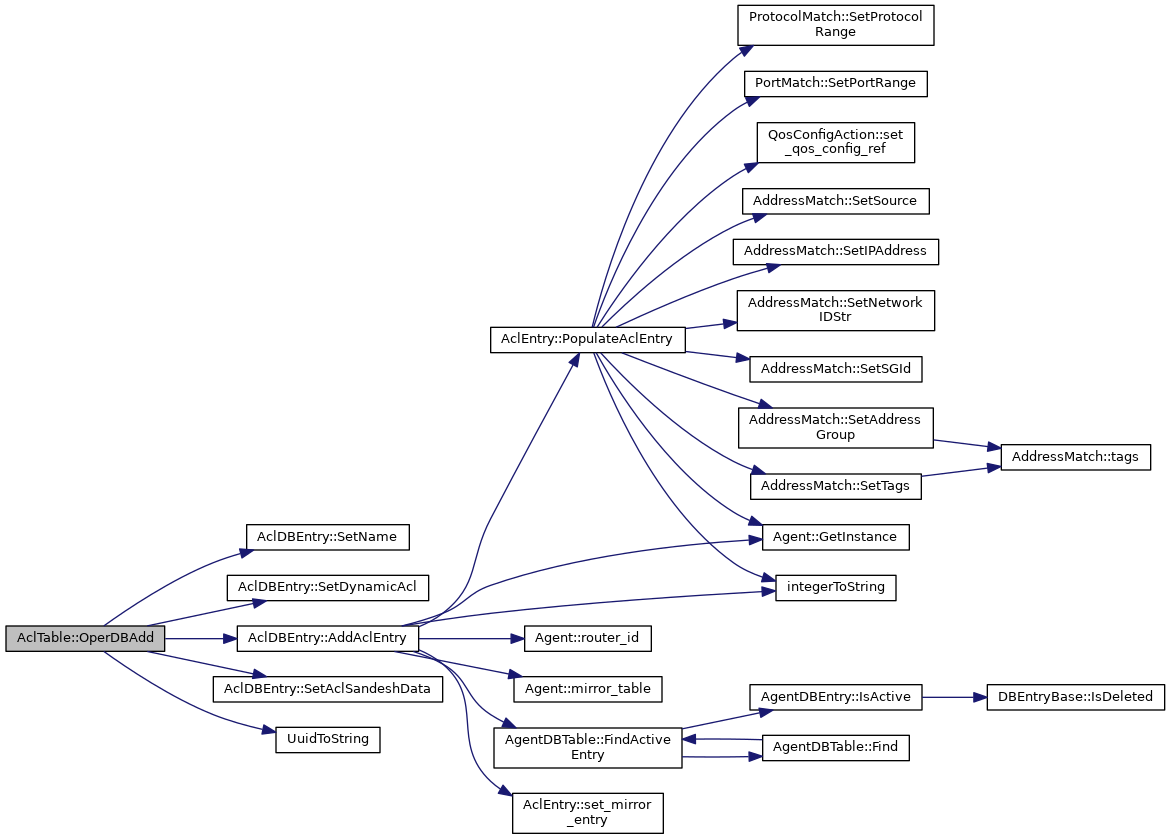 ProtocolMatch::SetProtocol
Range
PortMatch::SetPortRange
QosConfigAction::set
_qos_config_ref
AddressMatch::SetSource
AddressMatch::SetIPAddress
AddressMatch::SetNetwork
IDStr
AclEntry::PopulateAclEntry
AddressMatch::SetSGId
AddressMatch::SetAddress
Group
AddressMatch::tags
AddressMatch::SetTags
AclDBEntry::SetName
Agent::GetInstance
AclDBEntry::SetDynamicAcl
integerToString
AclTable::OperDBAdd
AclDBEntry::AddAclEntry
Agent::router_id
AclDBEntry::SetAclSandeshData
Agent::mirror_table
AgentDBEntry::IsActive
DBEntryBase::IsDeleted
UuidToString
AgentDBTable::FindActive
Entry
AgentDBTable::Find
AclEntry::set_mirror
_entry